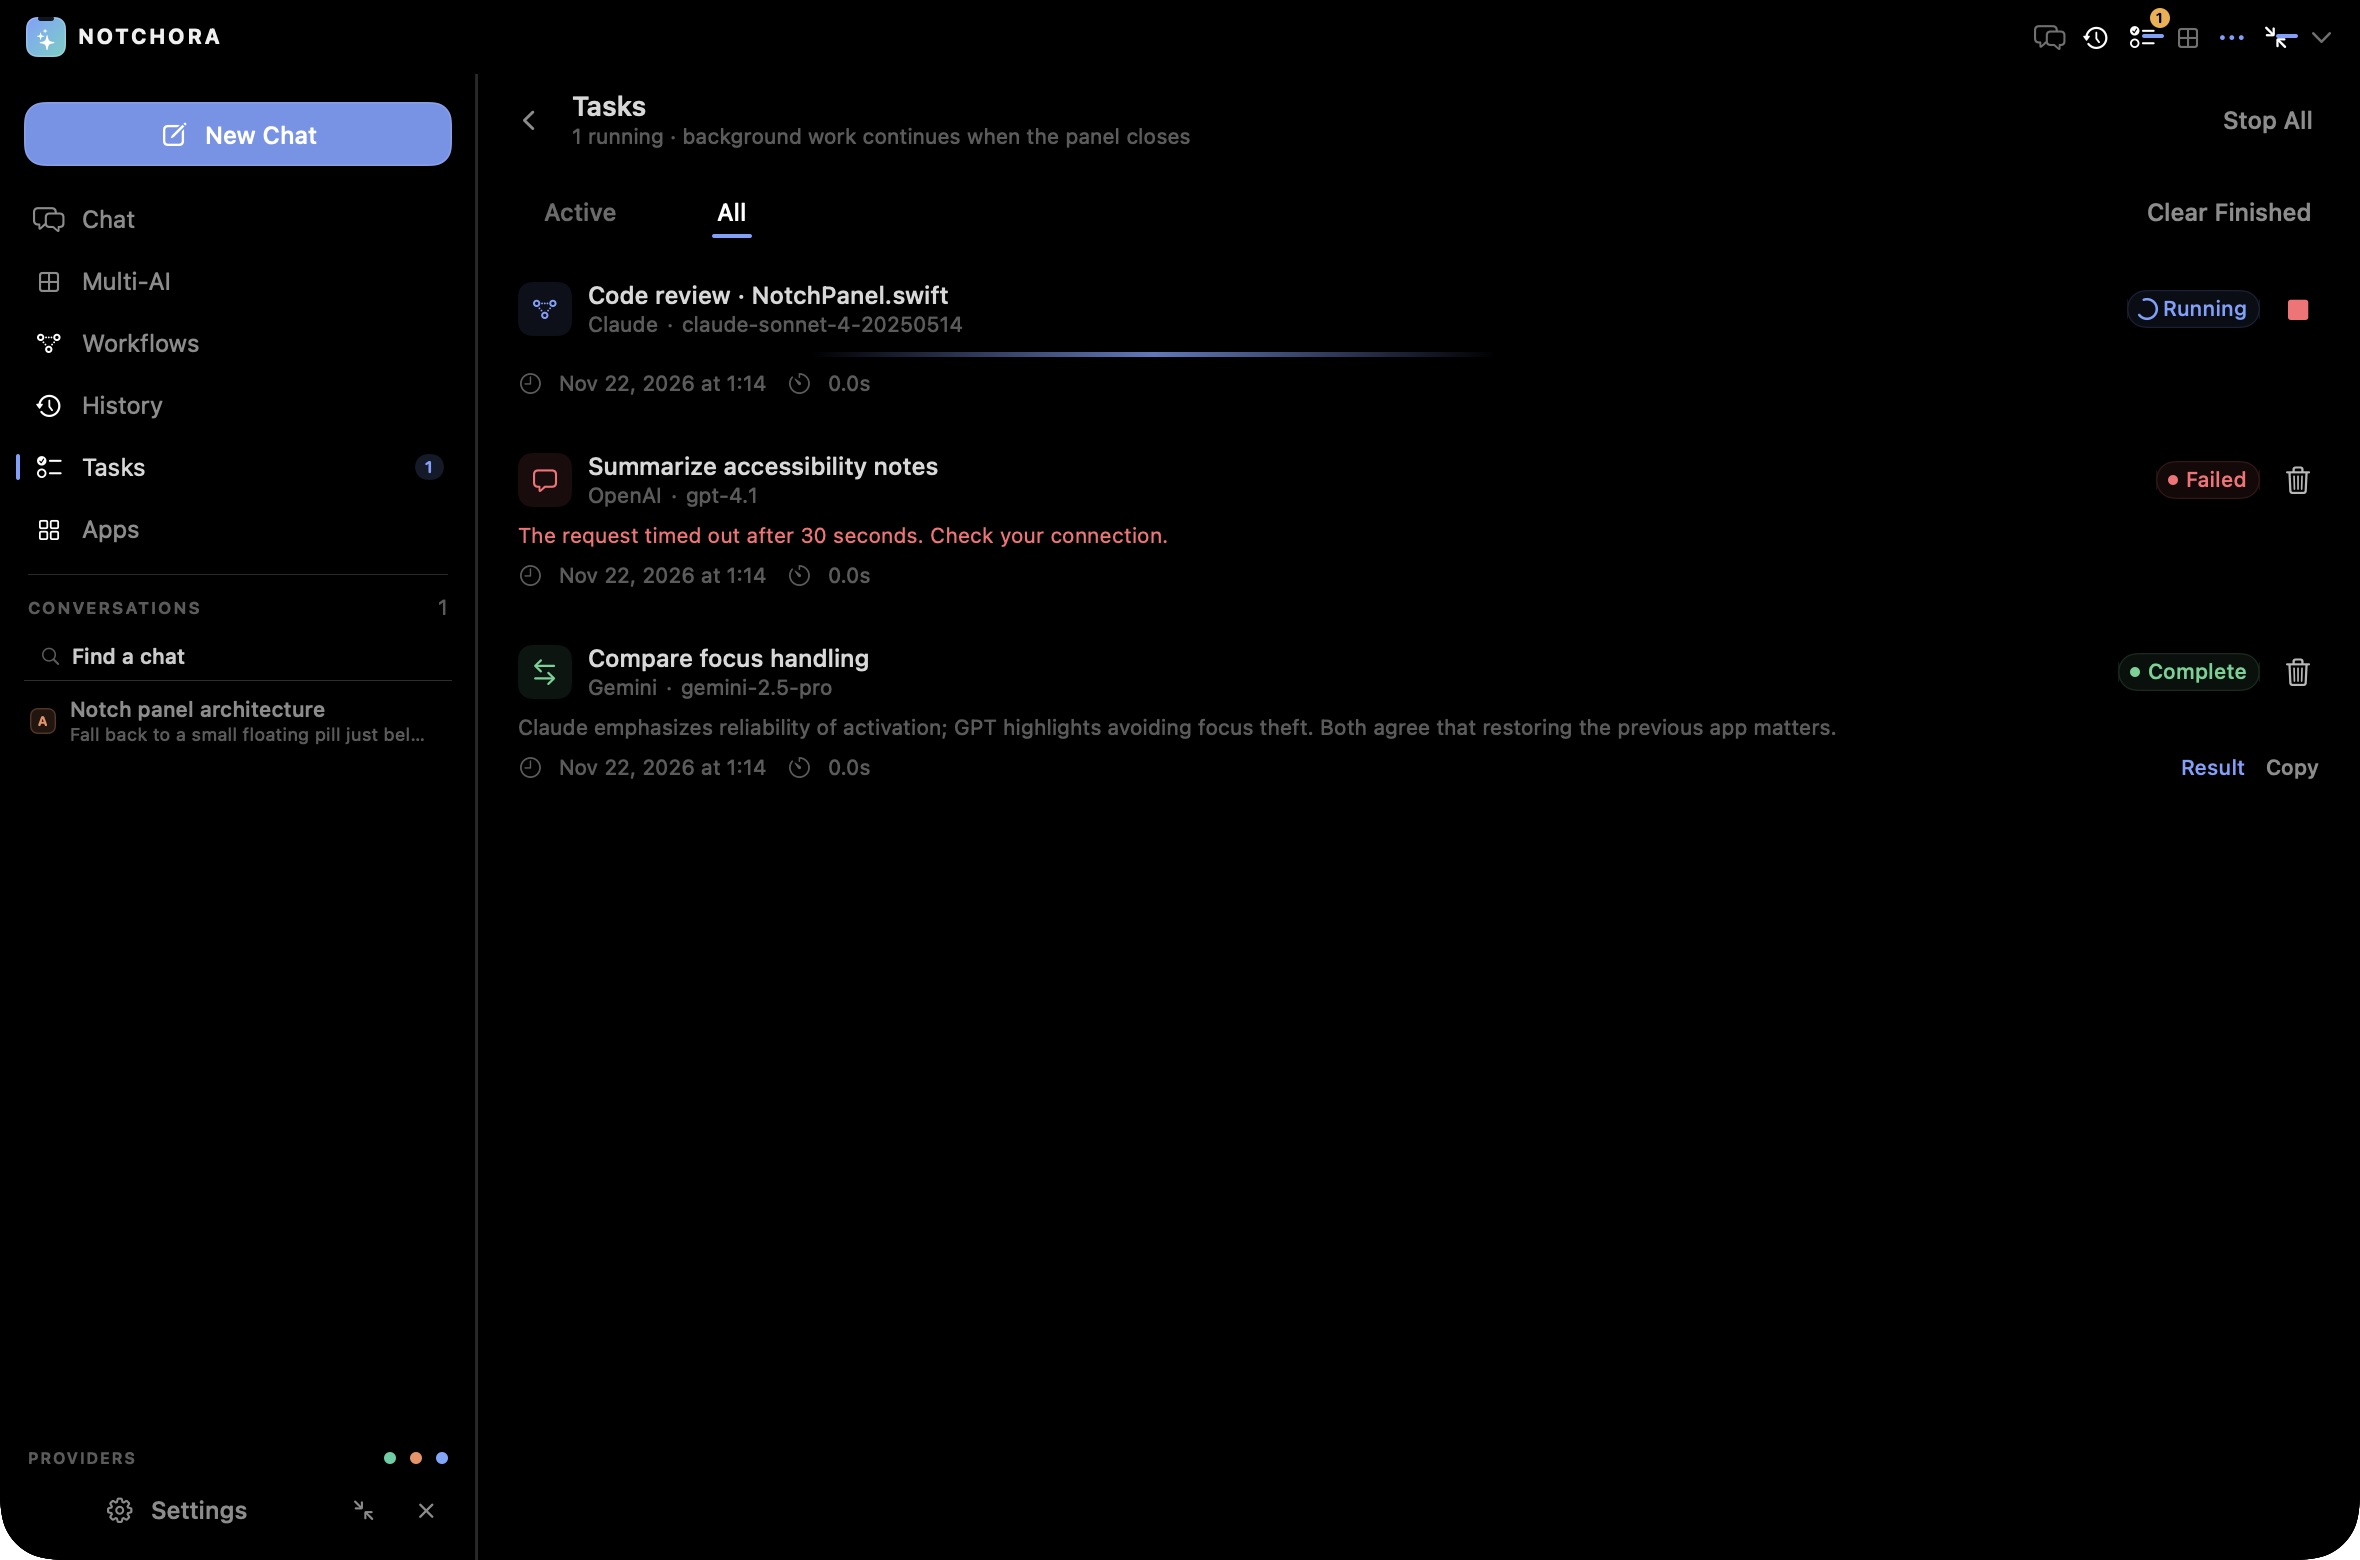 NOTCHORA
1
New Chat
Chat
Multi-AI
Workflows
History
Tasks
1
Apps
CONVERSATIONS
1
Find a chat
A
Notch panel architecture
Fall back to a small floating pill just bel...
PROVIDERS
Settings
Tasks
1 running · background work continues when the panel closes
Stop All
Active
All
Clear Finished
Code review · NotchPanel.swift
Claude · claude-sonnet-4-20250514
Running
Nov 22, 2026 at 1:14
0.0s
Summarize accessibility notes
OpenAI · gpt-4.1
Failed
The request timed out after 30 seconds. Check your connection.
Nov 22, 2026 at 1:14
0.0s
Compare focus handling
Gemini · gemini-2.5-pro
Complete
Claude emphasizes reliability of activation; GPT highlights avoiding focus theft. Both agree that restoring the previous app matters.
Nov 22, 2026 at 1:14
0.0s
Result
Copy